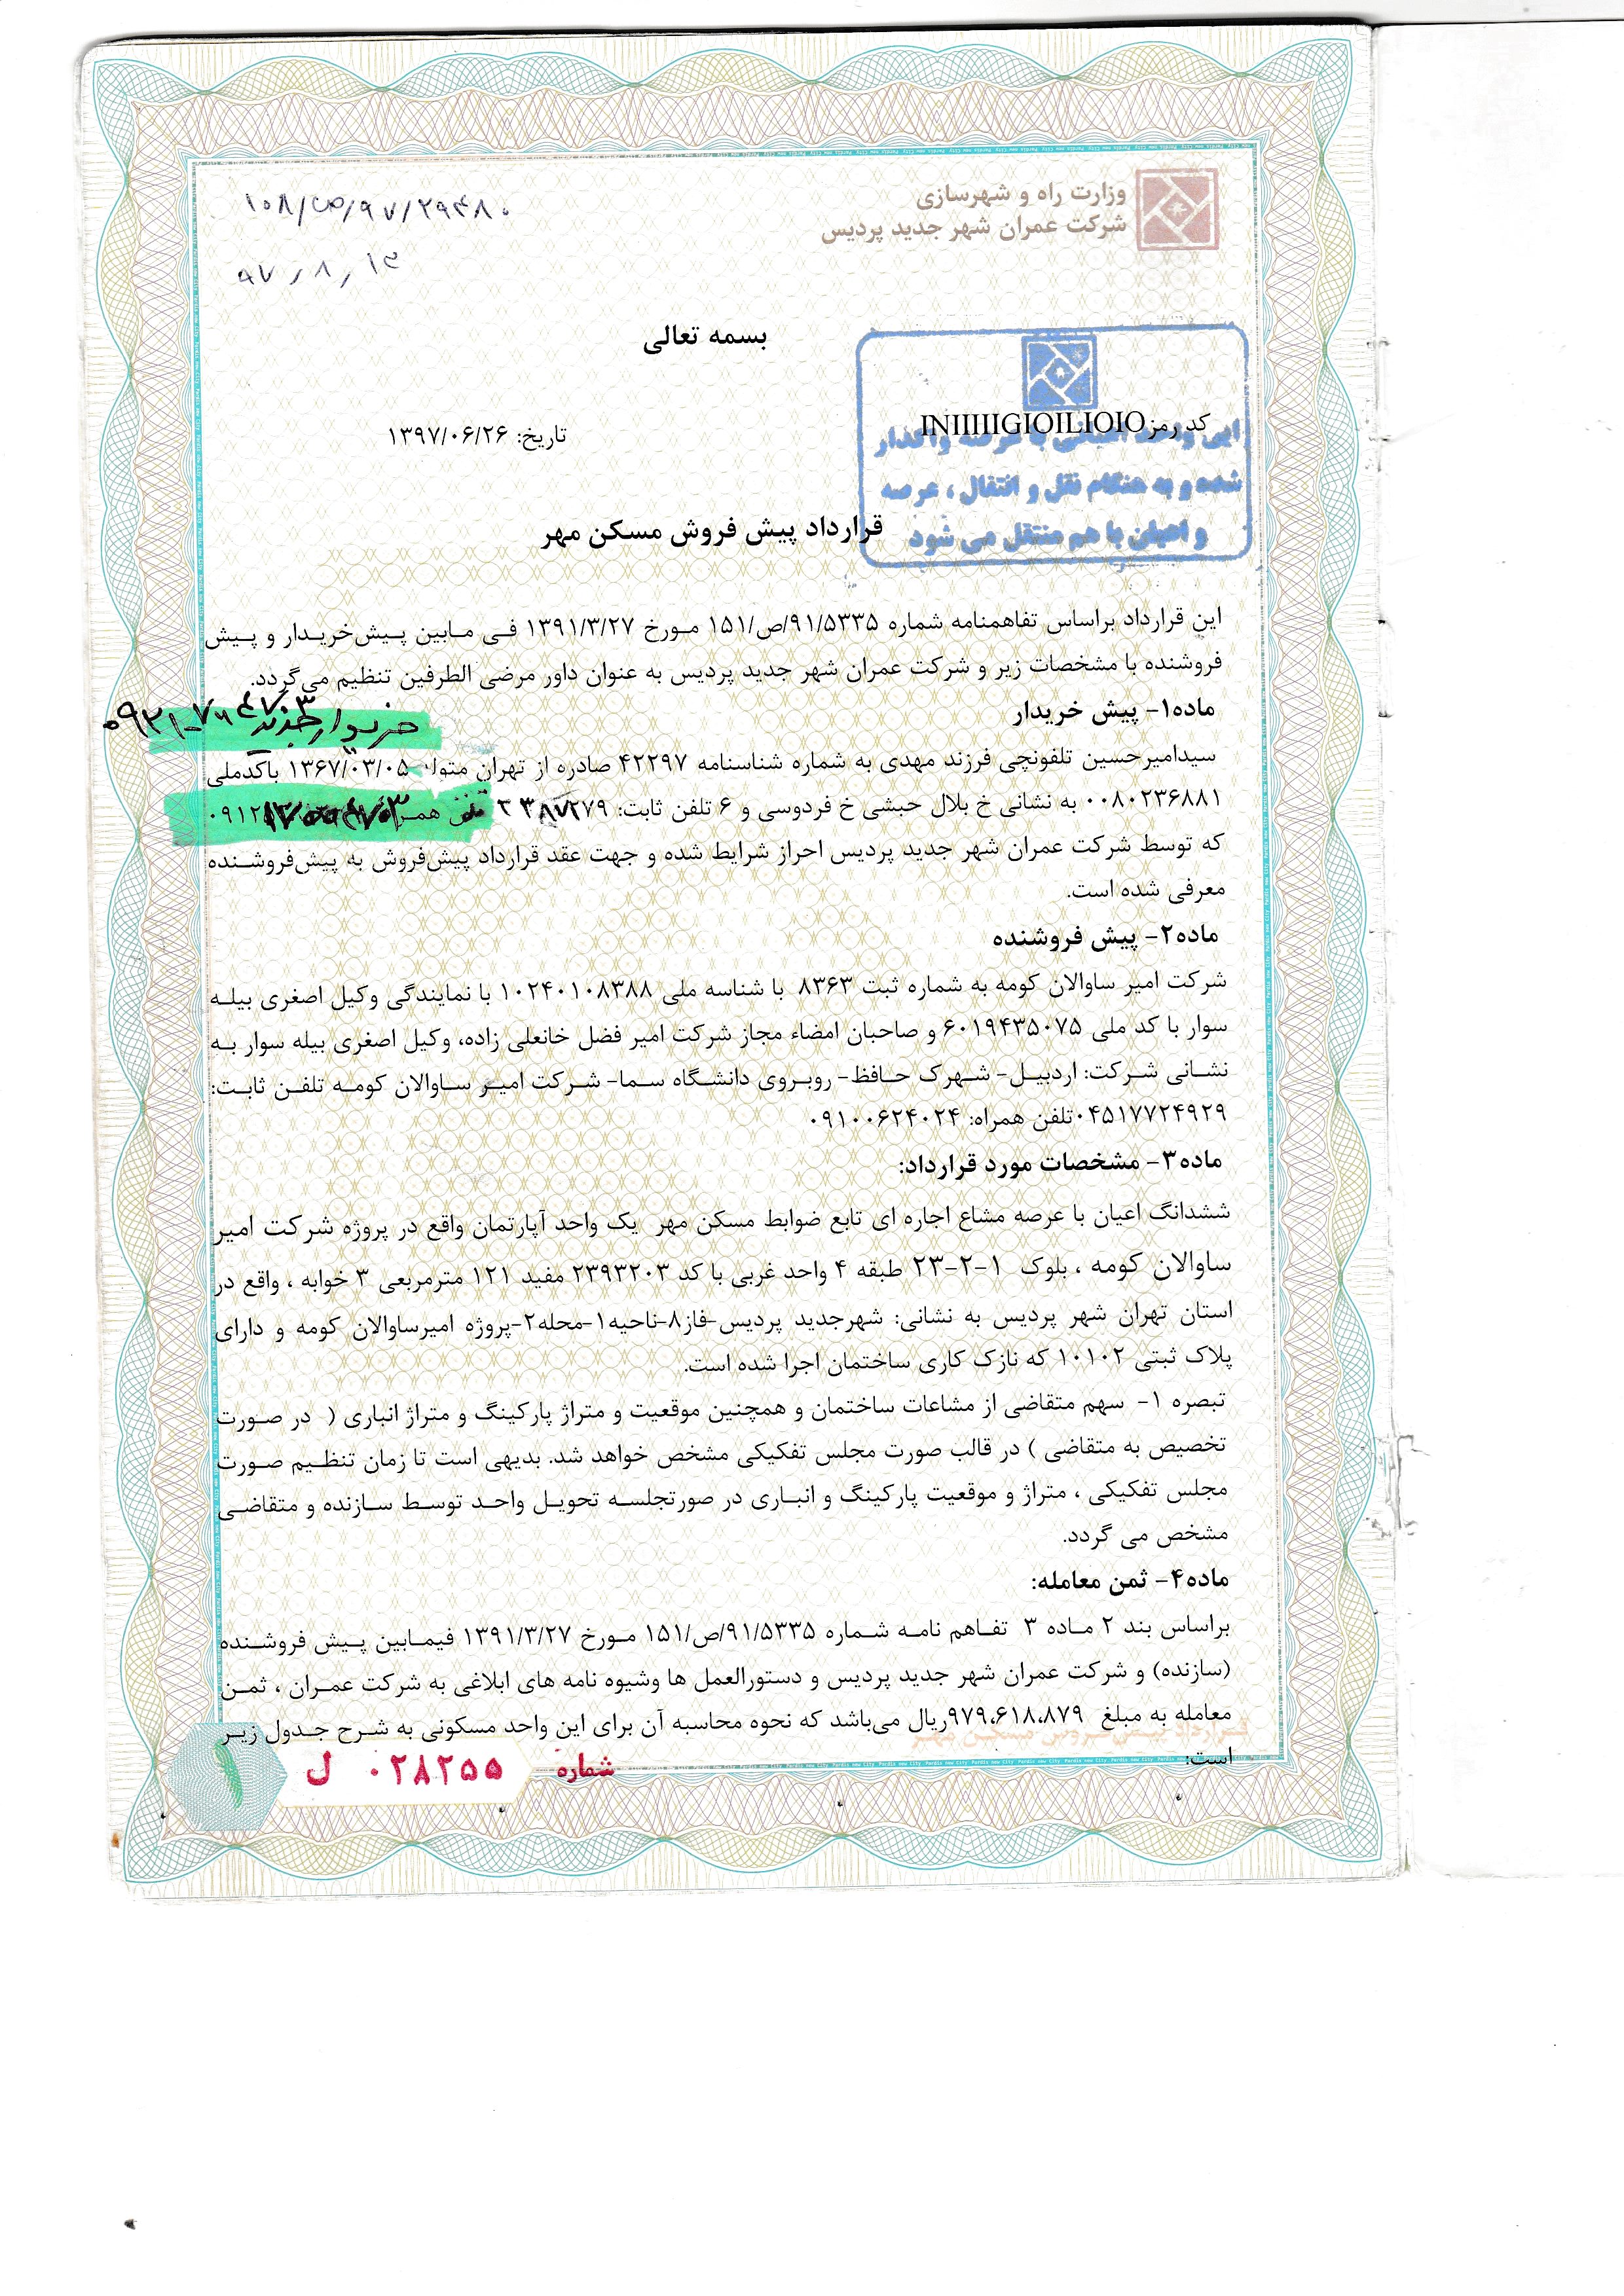 وزارت راه و شهرسازی
شرکت عمران شهر جدید پردیس
۱۰۸/ص/۹۷/۲۹۴۸۰
۹۷/۸/۱۳
بسمه تعالی
کد رمز INIIIIIGIOILIOIO
تاریخ: ۱۳۹۷/۰۶/۲۶
این واحد اعیانی با عرصه واگذار
شده و به هنگام نقل و انتقال ، عرصه
و اعیان با هم منتقل می شود
قرارداد پیش فروش مسکن مهر
این قرارداد براساس تفاهمنامه شماره ۹۱/۵۳۳۵/ص/۱۵۱ مورخ ۱۳۹۱/۳/۲۷ فی مابین پیش‌خریدار و پیش
فروشنده با مشخصات زیر و شرکت عمران شهر جدید پردیس به عنوان داور مرضی الطرفین تنظیم می‌گردد.
ماده۱- پیش خریدار
خریدار جدید
سیدامیرحسین تلفونچی فرزند مهدی به شماره شناسنامه ۴۲۲۹۷ صادره از تهران متولد ۱۳۶۷/۰۳/۰۵ باکدملی
۰۰۸۰۲۳۶۸۸۱ به نشانی خ بلال حبشی خ فردوسی و ۶ تلفن ثابت: تلفن همراه
که توسط شرکت عمران شهر جدید پردیس احراز شرایط شده و جهت عقد قرارداد پیش‌فروش به پیش‌فروشنده
معرفی شده است.
ماده۲- پیش فروشنده
شرکت امیر ساوالان کومه به شماره ثبت ۸۳۶۳ با شناسه ملی ۱۰۲۴۰۱۰۸۳۸۸ با نمایندگی وکیل اصغری بیله
سوار با کد ملی ۶۰۱۹۴۳۵۰۷۵ و صاحبان امضاء مجاز شرکت امیر فضل خانعلی زاده، وکیل اصغری بیله سوار به
نشانی شرکت: اردبیل- شهرک حافظ- روبروی دانشگاه سما- شرکت امیر ساوالان کومه تلفن ثابت:
۰۴۵۱۷۷۲۴۹۲۹تلفن همراه: ۰۹۱۰۰۶۲۴۰۲۴
ماده۳- مشخصات مورد قرارداد:
ششدانگ اعیان با عرصه مشاع اجاره ای تابع ضوابط مسکن مهر یک واحد آپارتمان واقع در پروژه شرکت امیر
ساوالان کومه ، بلوک ۱-۲-۲۳ طبقه ۴ واحد غربی با کد ۲۳۹۳۲۰۳ مفید ۱۲۱ مترمربعی ۳ خوابه ، واقع در
استان تهران شهر پردیس به نشانی: شهرجدید پردیس-فاز۸-ناحیه۱-محله۲-پروژه امیرساوالان کومه و دارای
پلاک ثبتی ۱۰۱۰۲ که نازک کاری ساختمان اجرا شده است.
تبصره ۱- سهم متقاضی از مشاعات ساختمان و همچنین موقعیت و متراژ پارکینگ و متراژ انباری ( در صورت
تخصیص به متقاضی ) در قالب صورت مجلس تفکیکی مشخص خواهد شد. بدیهی است تا زمان تنظیم صورت
مجلس تفکیکی ، متراژ و موقعیت پارکینگ و انباری در صورتجلسه تحویل واحد توسط سازنده و متقاضی
مشخص می گردد.
ماده۴- ثمن معامله:
براساس بند ۲ ماده ۳ تفاهم نامه شماره ۹۱/۵۳۳۵/ص/۱۵۱ مورخ ۱۳۹۱/۳/۲۷ فیمابین پیش فروشنده
(سازنده) و شرکت عمران شهر جدید پردیس و دستورالعمل ها وشیوه نامه های ابلاغی به شرکت عمران ، ثمن
معامله به مبلغ ۹۷۹،۶۱۸،۸۷۹ریال می‌باشد که نحوه محاسبه آن برای این واحد مسکونی به شرح جدول زیر
است:
قرارداد پیش فروش مسکن مهر
شماره ۰۲۸۲۵۵ ل
۱